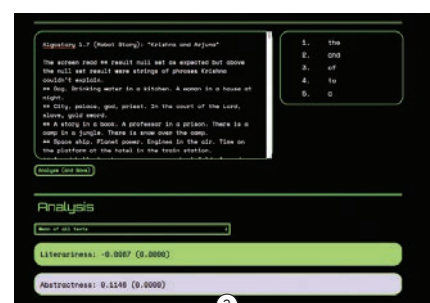 Algostory 1.7 (Robot Story): "Krishna and Arjuna"
The screen read ** result null set as expected but above
the null set result were strings of phrases Krishna
couldn't explain.
** Dug. Drinking water in a kitchen. A woman in a house at
night.
** City, palace, god, priest. In the court of the Lord,
slave, gold sword.
** A story in a book. A professor in a prison. There is a
camp in a jungle. There is snow over the camp.
** Space ship. Planet power. Engines in the air. Time on
the platform at the hotel in the train station.
1. the
2. and
3. of
4. to
5. a
Analyze (and Save)
Analysis
Mean of all texts
Literariness: -0.0087 (0.0000)
Abstractness: 0.1146 (0.0000)